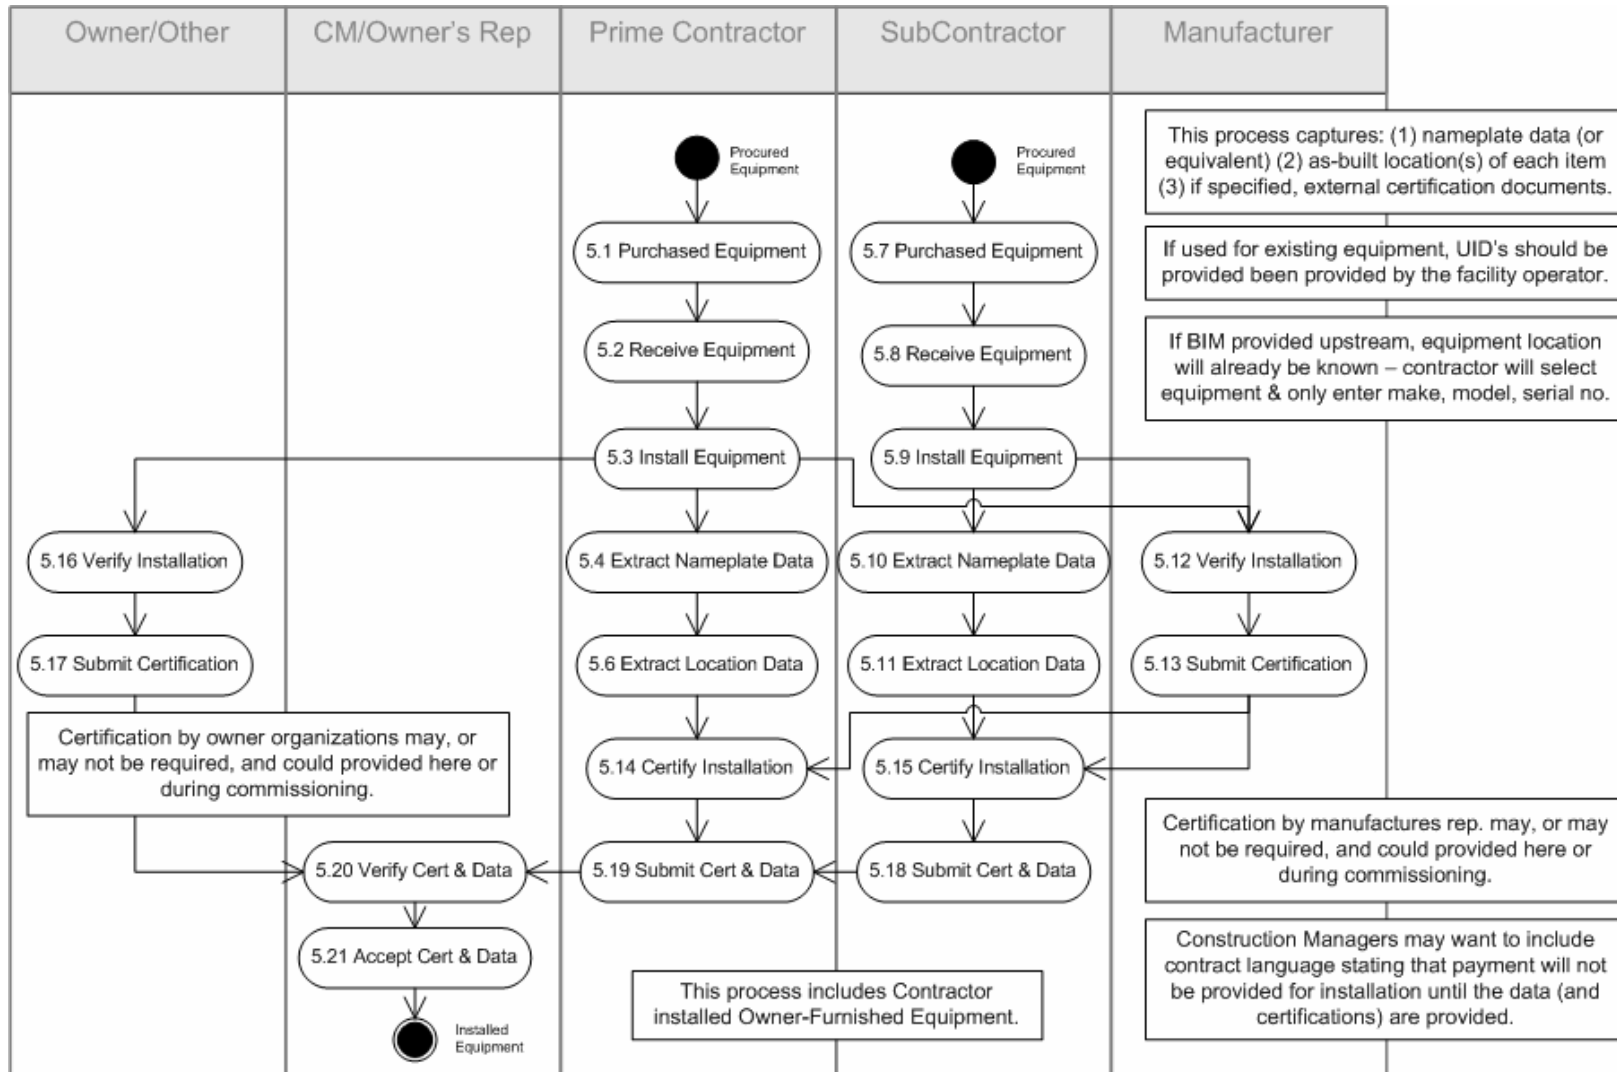 Owner/Other
CM/Owner's Rep
Prime Contractor
SubContractor
Manufacturer
Procured
Equipment
Procured
Equipment
This process captures: (1) nameplate data (or
equivalent) (2) as-built location(s) of each item
(3) if specified, external certification documents.
5.1 Purchased Equipment
5.7 Purchased Equipment
If used for existing equipment, UID's should be
provided been provided by the facility operator.
5.2 Receive Equipment
5.8 Receive Equipment
If BIM provided upstream, equipment location
will already be known – contractor will select
equipment & only enter make, model, serial no.
5.3 Install Equipment
5.9 Install Equipment
5.16 Verify Installation
5.4 Extract Nameplate Data
5.10 Extract Nameplate Data
5.12 Verify Installation
5.17 Submit Certification
5.6 Extract Location Data
5.11 Extract Location Data
5.13 Submit Certification
Certification by owner organizations may, or
may not be required, and could provided here or
during commissioning.
5.14 Certify Installation
5.15 Certify Installation
Certification by manufactures rep. may, or may
not be required, and could provided here or
during commissioning.
5.20 Verify Cert & Data
5.19 Submit Cert & Data
5.18 Submit Cert & Data
5.21 Accept Cert & Data
Construction Managers may want to include
contract language stating that payment will not
be provided for installation until the data (and
certifications) are provided.
This process includes Contractor
installed Owner-Furnished Equipment.
Installed
Equipment